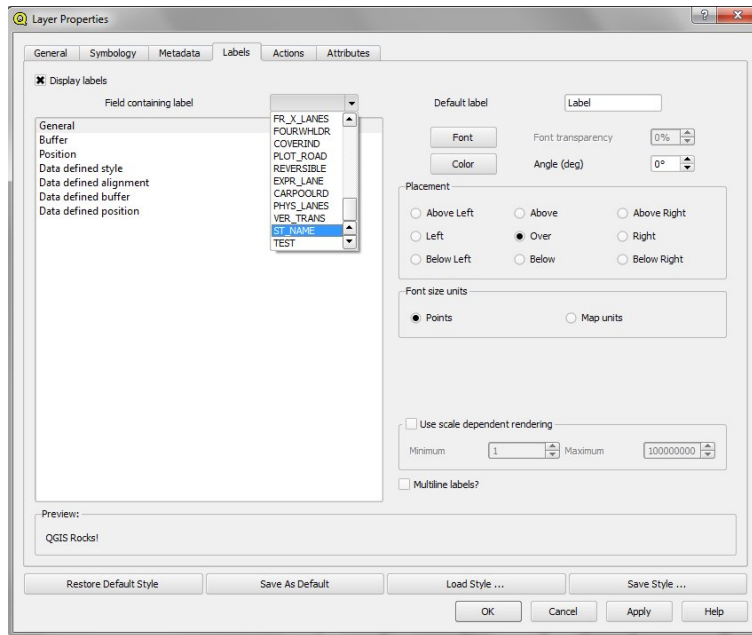 Layer Properties
General Symbology Metadata Labels Actions Attributes
Display labels
Field containing label
General
Buffer
Position
Data defined style
Data defined alignment
Data defined buffer
Data defined position
FR_X_LANES
FOURWHLDR
COVERIND
PLOT_ROAD
REVERSIBLE
EXPR_LANE
CARPOOLRD
PHYS_LANES
VER_TRANS
ST_NAME
TEST
Default label Label
Font Font transparency 0%
Color Angle (deg) 0°
Placement
Above Left Above Above Right
Left Over Right
Below Left Below Below Right
Font size units
Points Map units
Use scale dependent rendering
Minimum 1 Maximum 100000000
Multiline labels?
Preview:
QGIS Rocks!
Restore Default Style Save As Default Load Style ... Save Style ...
OK Cancel Apply Help